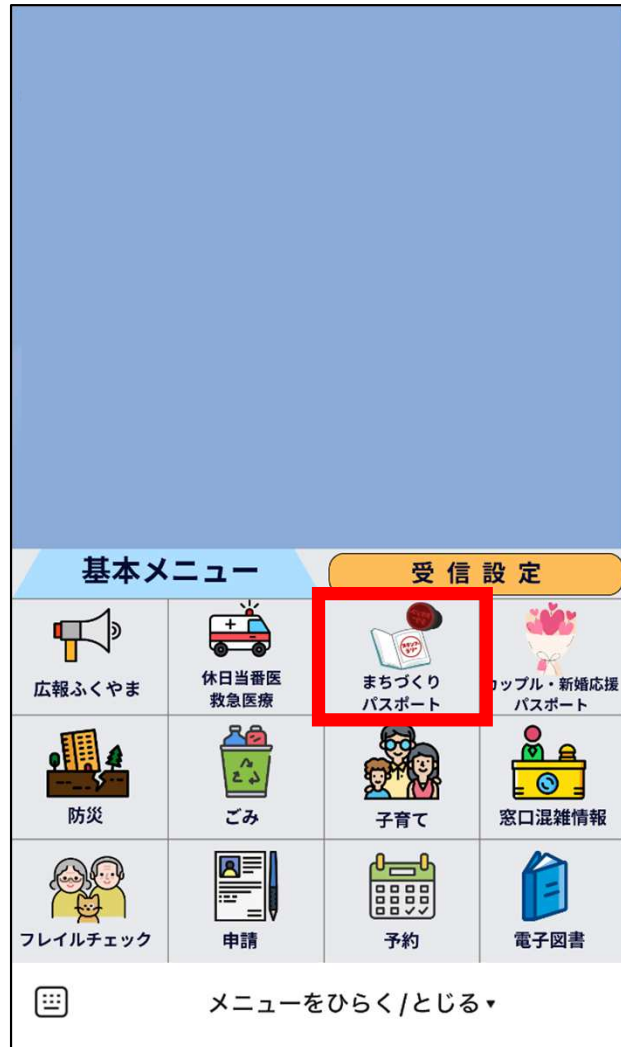 基本メニュー
受信設定
広報ふくやま
休日当番医
救急医療
まちづくり
パスポート
カップル・新婚応援
パスポート
防災
ごみ
子育て
窓口混雑情報
フレイルチェック
申請
予約
電子図書
メニューをひらく/とじる▼